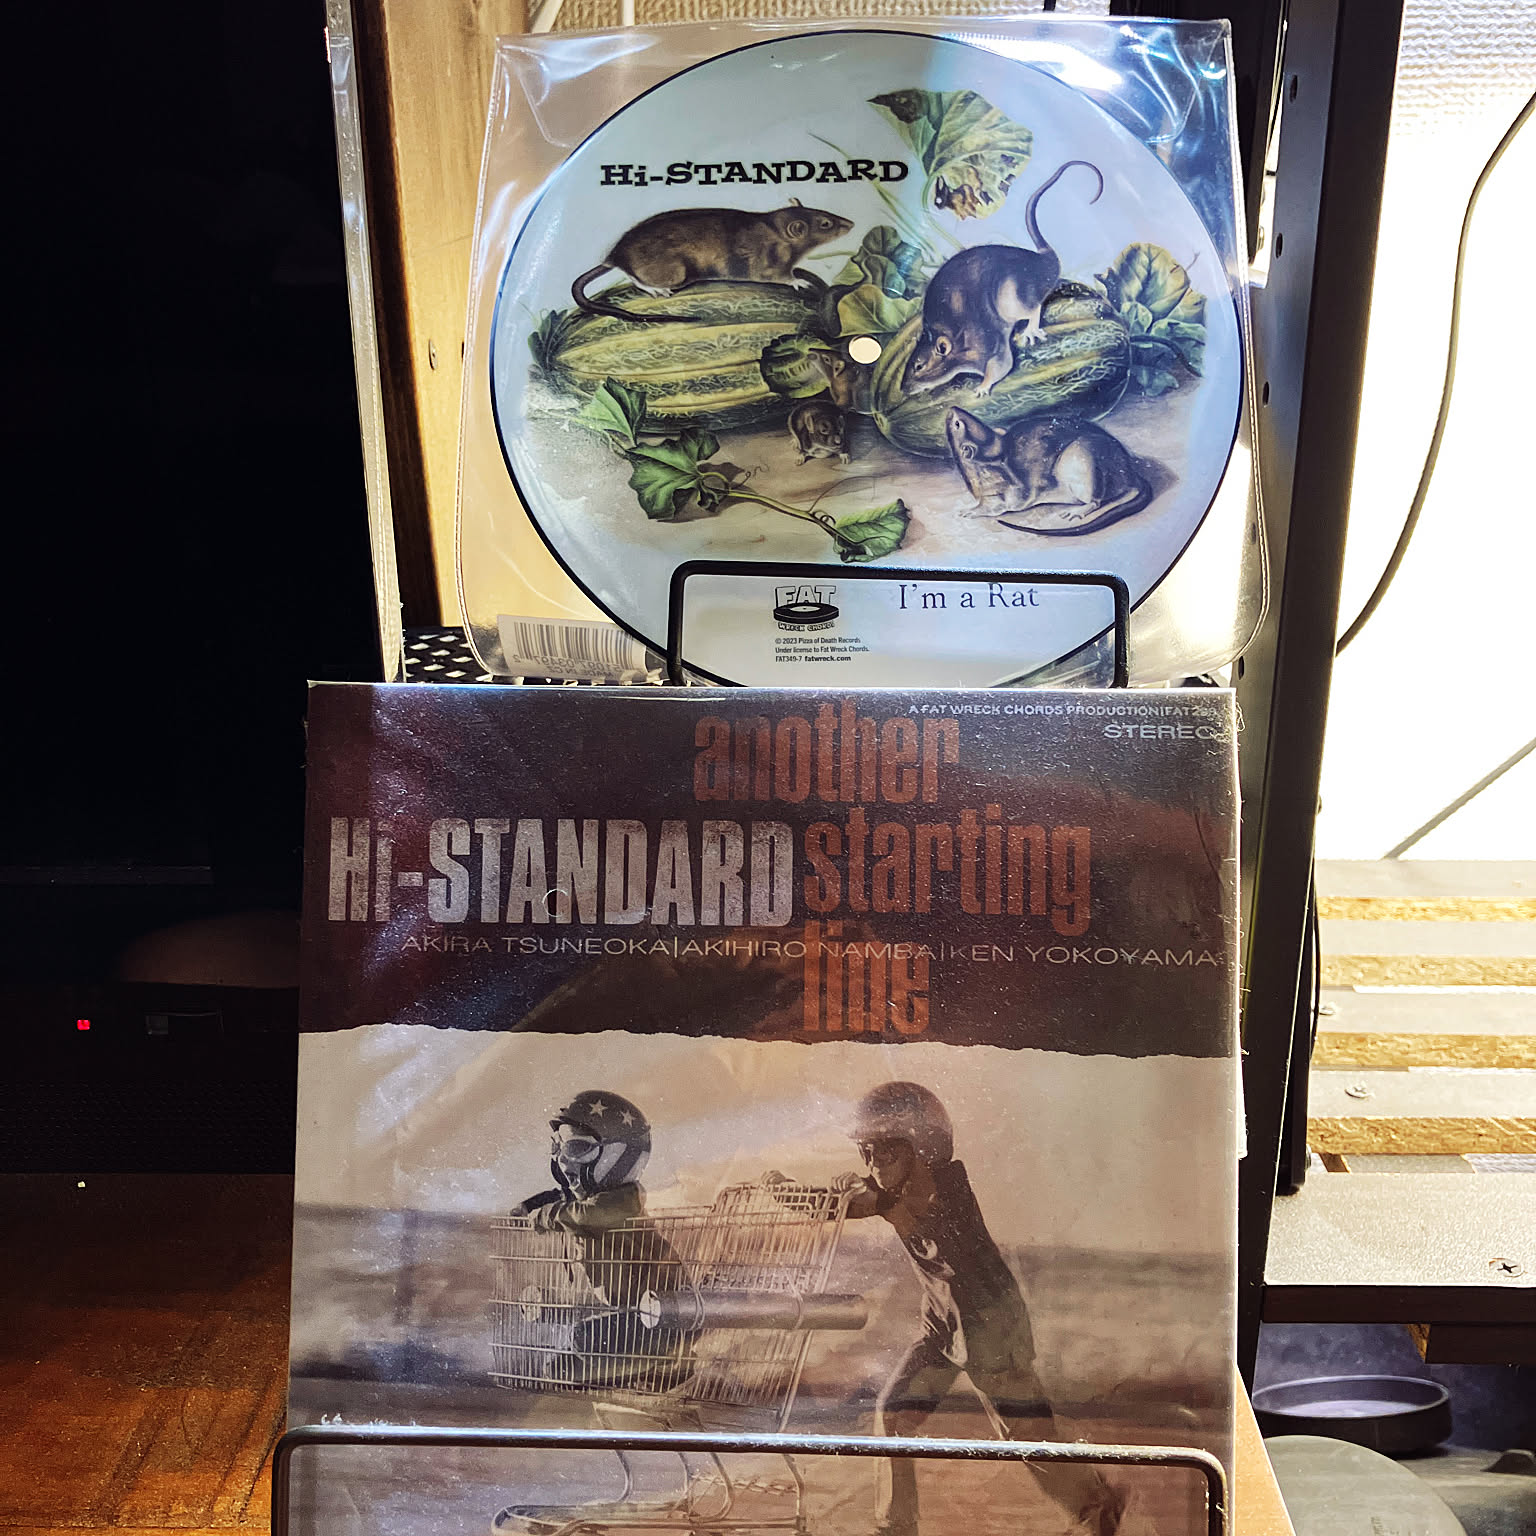 Hi-STANDARD
FAT
WRECK CHORDS
I'm a Rat
© 2023 Pizza of Death Records
Under license to Fat Wreck Chords.
FAT349-7 fatwreck.com
A FAT WRECK CHORDS PRODUCTION|FAT
STEREO
another
Hi-STANDARD starting
AKIRA TSUNEOKA|AKIHIRO NAMBA|KEN YOKOYAMA
line